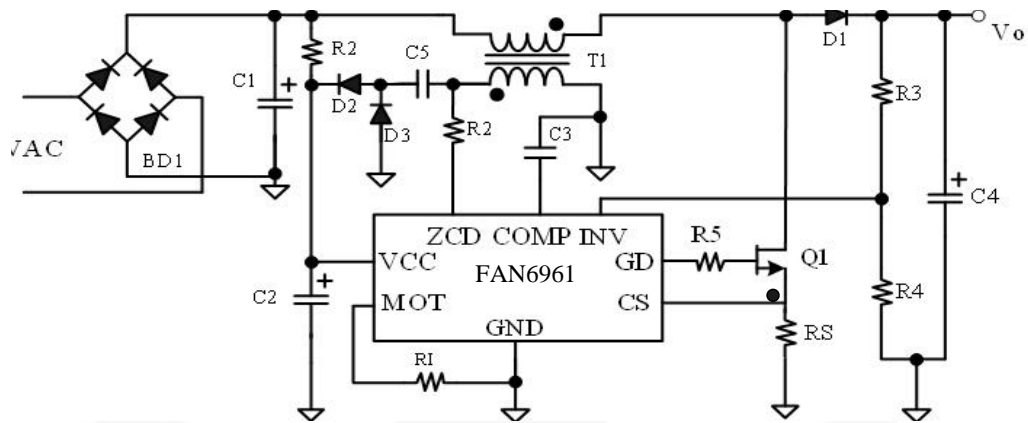 R2
C5
T1
D1
Vo
C1
D2
D3
R2
C3
R3
VAC
BD1
C4
ZCD COMP INV
R5
Q1
VCC
FAN6961
GD
C2
MOT
CS
R4
GND
RS
RI